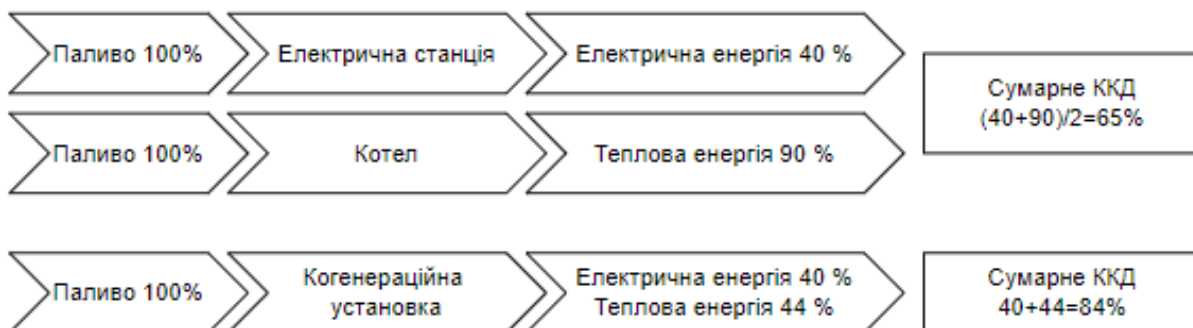 Паливо 100%
Електрична станція
Електрична енергія 40 %
Паливо 100%
Котел
Теплова енергія 90 %
Сумарне ККД
(40+90)/2=65%
Паливо 100%
Когенераційна
установка
Електрична енергія 40 %
Теплова енергія 44 %
Сумарне ККД
40+44=84%